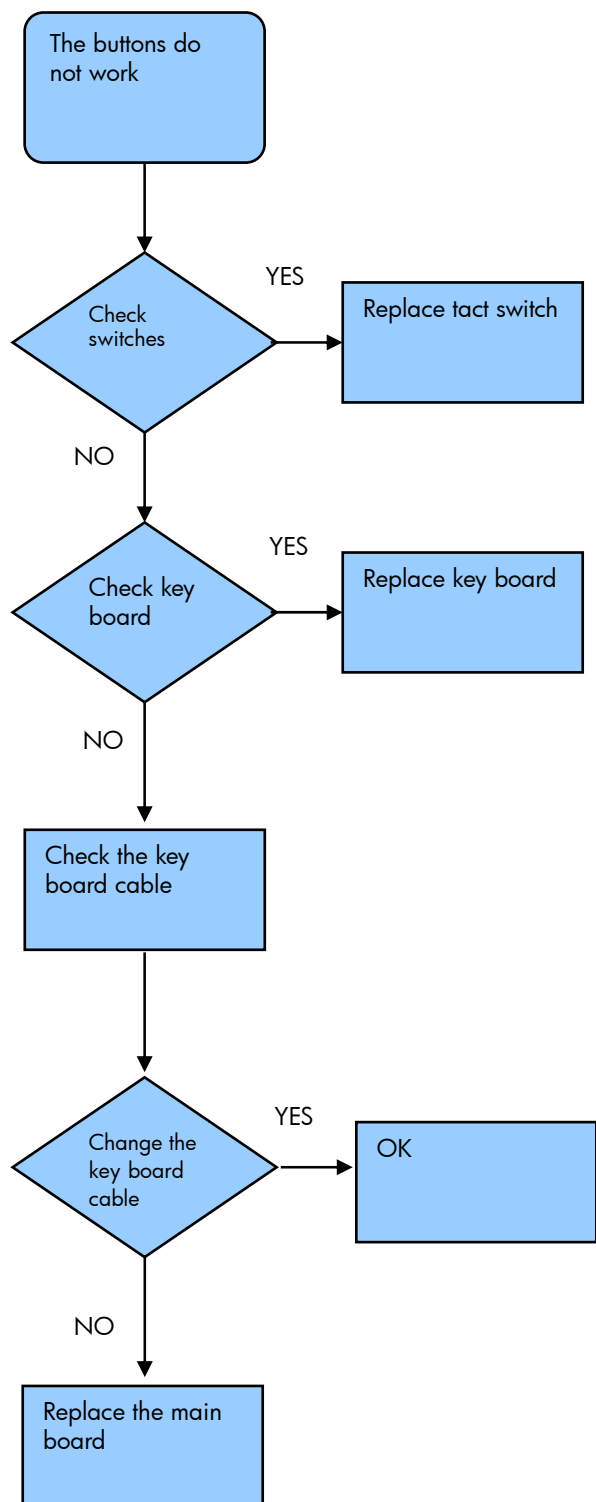 The buttons do
not work
YES
Check
switches
Replace tact switch
NO
YES
Check key
board
Replace key board
NO
Check the key
board cable
YES
Change the
key board
cable
OK
NO
Replace the main
board